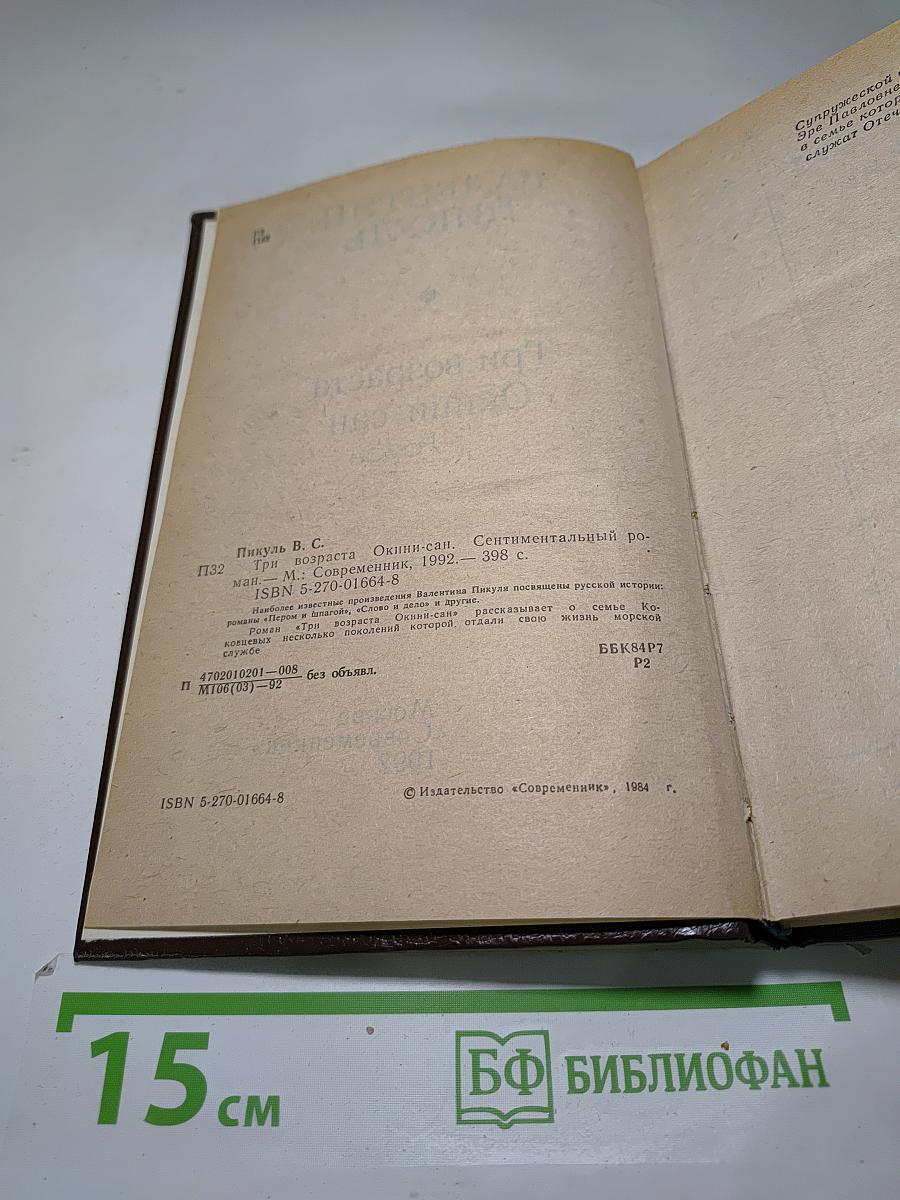 Р2
П32
Пикуль В. С.
П32 Три возраста Окини-сан. Сентиментальный ро-
ман.— М.: Современник, 1992.— 398 с.
ISBN 5-270-01664-8
Наиболее известные произведения Валентина Пикуля посвящены русской истории:
романы «Пером и шпагой», «Слово и дело» и другие.
Роман «Три возраста Окини-сан» рассказывает о семье Ко-
ковцевых несколько поколений которой отдали свою жизнь морской
службе
П 4702010201—008
М106(03)—92 без объявл.
ББК84Р7
Р2
ISBN 5-270-01664-8
© Издательство «Современник», 1984 г.
Супружеской
Эре Павловне
в семье
служат
15 см
БФ БИБЛИОФАН